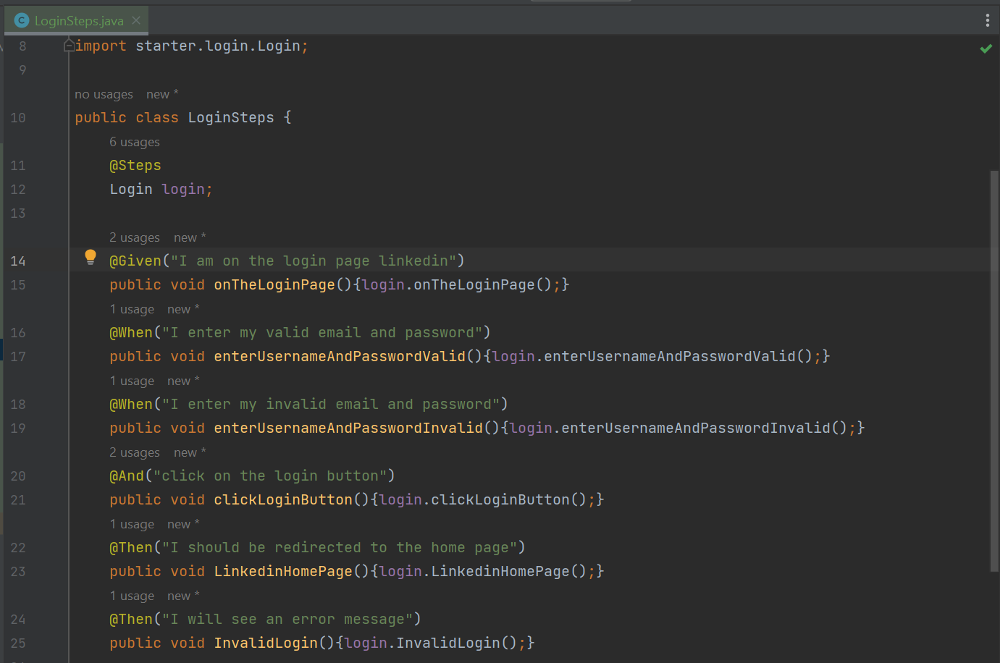 LoginSteps.java
8 import starter.login.Login;
9
no usages new *
10 public class LoginSteps {
6 usages
11 @Steps
12 Login login;
13
2 usages new *
14 @Given("I am on the login page linkedin")
15 public void onTheLoginPage(){login.onTheLoginPage();}
1 usage new *
16 @When("I enter my valid email and password")
17 public void enterUsernameAndPasswordValid(){login.enterUsernameAndPasswordValid();}
1 usage new *
18 @When("I enter my invalid email and password")
19 public void enterUsernameAndPasswordInvalid(){login.enterUsernameAndPasswordInvalid();}
2 usages new *
20 @And("click on the login button")
21 public void clickLoginButton(){login.clickLoginButton();}
1 usage new *
22 @Then("I should be redirected to the home page")
23 public void LinkedinHomePage(){login.LinkedinHomePage();}
1 usage new *
24 @Then("I will see an error message")
25 public void InvalidLogin(){login.InvalidLogin();}